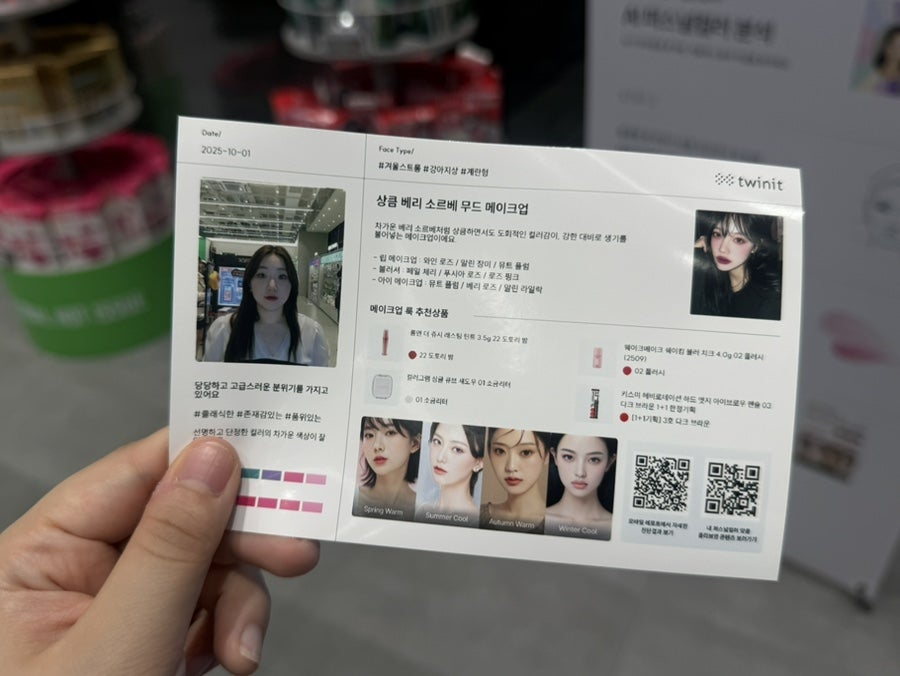 Date/
2025-10-01
Face Type/
#겨울스트롱 #강아지상 #계란형
twinit
상큼 베리 소르베 무드 메이크업
차가운 베리 소르베처럼 상큼하면서도 도회적인 컬러감이, 강한 대비로 생기를
불어넣는 메이크업이에요.
- 립 메이크업 : 와인 로즈 / 말린 장미 / 뮤트 플럼
- 블러셔 : 페일 체리 / 푸시아 로즈 / 로즈 핑크
- 아이 메이크업 : 뮤트 플럼 / 베리 로즈 / 말린 라일락
메이크업 룩 추천상품
롬앤 더 쥬시 래스팅 틴트 3.5g 22 도토리 밤
22 도토리 밤
웨이크메이크 쉐이킹 블러 치크 4.0g 02 플러시
(2509)
02 플러시
컬러그램 싱글 큐브 섀도우 01 소금리터
01 소금리터
키스미 헤비로테이션 하드 엣지 아이브로우 펜슬 03
다크 브라운 1+1 한정기획
[1+1기획] 3호 다크 브라운
당당하고 고급스러운 분위기를 가지고
있어요
#클래식한 #존재감있는 #품위있는
선명하고 단정한 컬러의 차가운 색상이 잘
Spring Warm
Summer Cool
Autumn Warm
Winter Cool
모바일 리포트에서 자세한
진단결과 보기
내 퍼스널컬러 맞춤
올리브영 콘텐츠 보러가기
AI 퍼스널컬러 분석